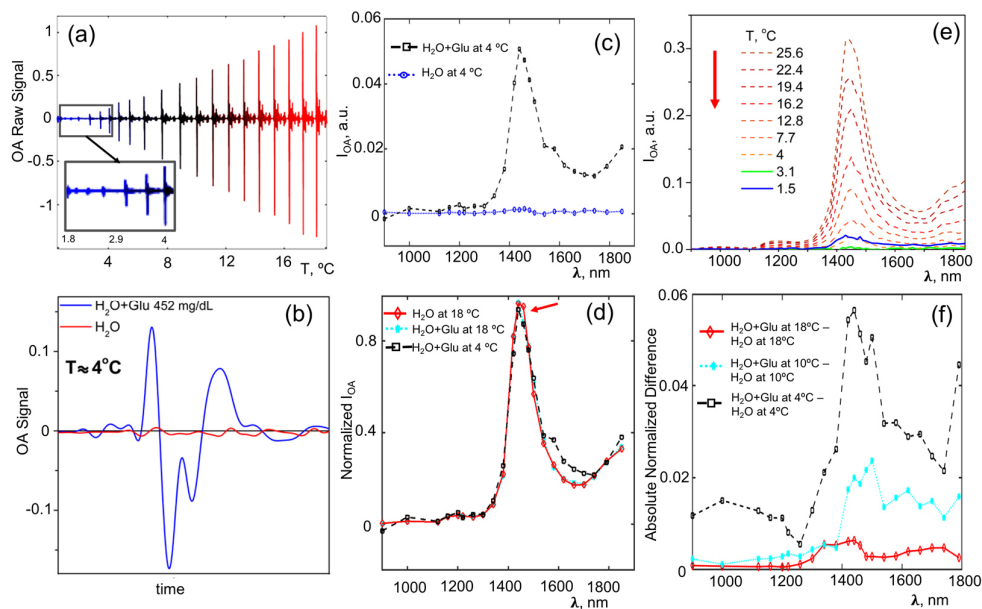 (a)
OA Raw Signal
1
0.5
0
-0.5
-1
1.8
2.9
4
4
8
12
16
T, ºC
(b)
H2O+Glu 452 mg/dL
H2O
T≈4°C
OA Signal
0.1
0
-0.1
time
(c)
H2O+Glu at 4 ºC
H2O at 4 ºC
IOA, a.u.
0.06
0.04
0.02
0
1000
1200
1400
1600
1800
λ, nm
(d)
H2O at 18 ºC
H2O+Glu at 18 ºC
H2O+Glu at 4 ºC
Normalized IOA
0.8
0.4
0
1000
1200
1400
1600
1800
λ, nm
(e)
T, °C
25.6
22.4
19.4
16.2
12.8
7.7
4
3.1
1.5
IOA, a.u.
0.3
0.2
0.1
0.0
1000
1200
1400
1600
1800
λ, nm
(f)
H2O+Glu at 18ºC –
H2O at 18ºC
H2O+Glu at 10ºC –
H2O at 10ºC
H2O+Glu at 4ºC –
H2O at 4ºC
Absolute Normalized Difference
0.06
0.04
0.02
0.00
1000
1200
1400
1600
1800
λ, nm